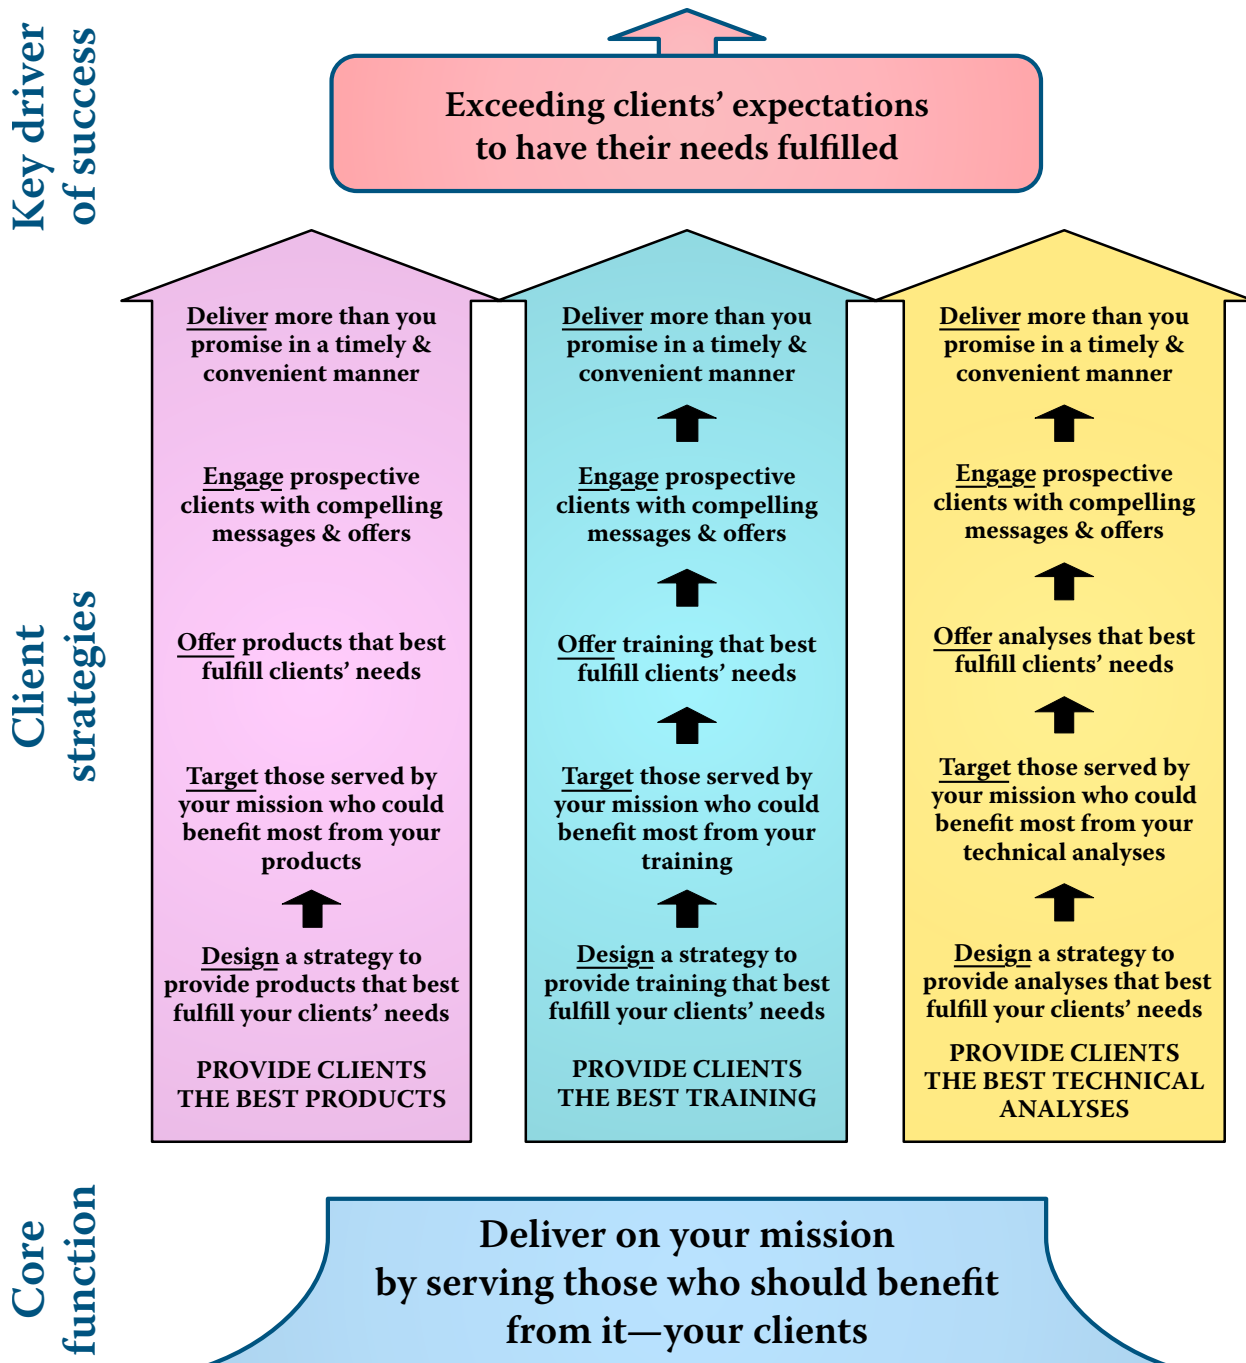 Key driver
of success
Exceeding clients’ expectations
to have their needs fulfilled
Client
strategies
Deliver more than you
promise in a timely &
convenient manner
Engage prospective
clients with compelling
messages & offers
Offer products that best
fulfill clients’ needs
Target those served by
your mission who could
benefit most from your
products
Design a strategy to
provide products that best
fulfill your clients’ needs
PROVIDE CLIENTS
THE BEST PRODUCTS
Deliver more than you
promise in a timely &
convenient manner
Engage prospective
clients with compelling
messages & offers
Offer training that best
fulfill clients’ needs
Target those served by
your mission who could
benefit most from your
training
Design a strategy to
provide training that best
fulfill your clients’ needs
PROVIDE CLIENTS
THE BEST TRAINING
Deliver more than you
promise in a timely &
convenient manner
Engage prospective
clients with compelling
messages & offers
Offer analyses that best
fulfill clients’ needs
Target those served by
your mission who could
benefit most from your
technical analyses
Design a strategy to
provide analyses that best
fulfill your clients’ needs
PROVIDE CLIENTS
THE BEST TECHNICAL
ANALYSES
Core
function
Deliver on your mission
by serving those who should benefit
from it—your clients